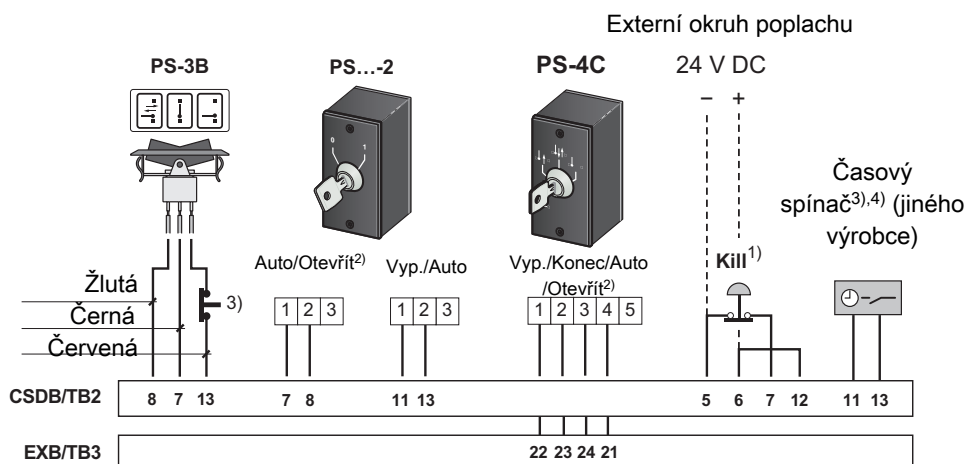 Externí okruh poplachu
PS-3B
PS…-2
PS-4C
24 V DC
– +
0 1
Časový
spínač3),4) (jiného
výrobce)
Auto/Otevřít2)
Vyp./Auto
Vyp./Konec/Auto
/Otevřít2)
Kill1)
Žlutá
3)
Černá
Červená
1 2 3
1 2 3
1 2 3 4 5
CSDB/TB2 8 7 13 7 8 11 13 5 6 7 12 11 13
EXB/TB3 22 23 24 21